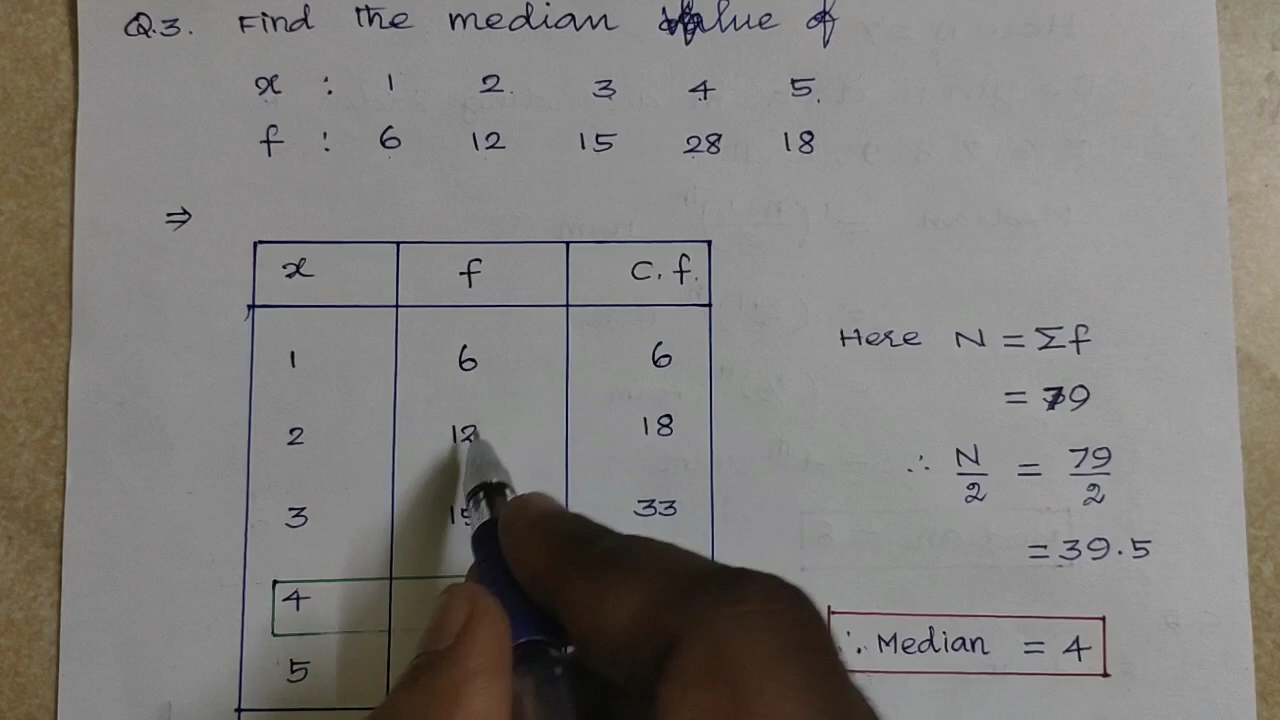 Q.3. Find the median value of
x : 1 2 3 4 5
f : 6 12 15 28 18
⇒
x f c.f.
1 6 6
2 12 18
3 15 33
4
5
Here N = Σf
= 79
∴ N/2 = 79/2
= 39.5
∴ Median = 4